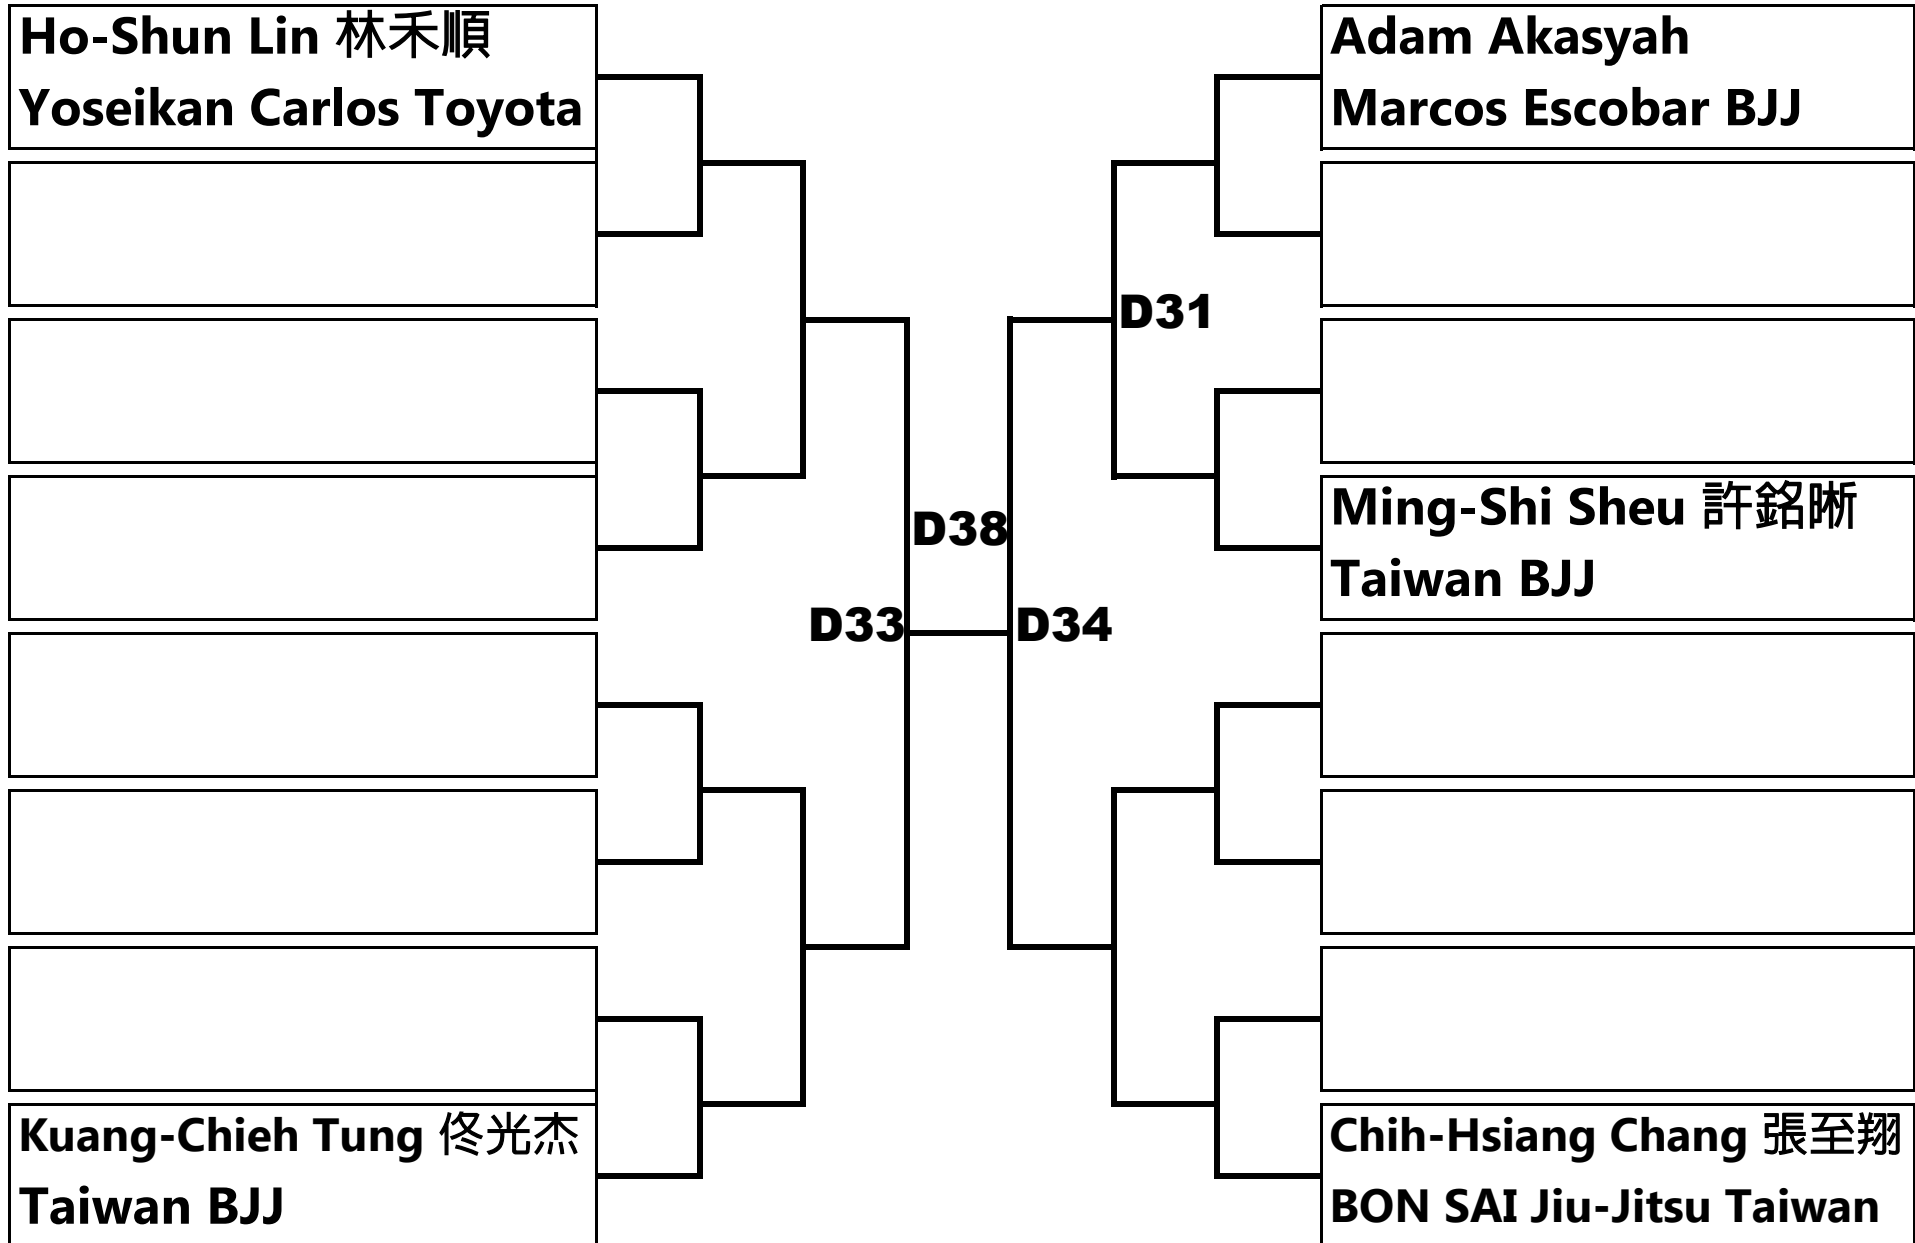 Ho-Shun Lin 林禾順
Yoseikan Carlos Toyota
Kuang-Chieh Tung 佟光杰
Taiwan BJJ
D33
D38
D34
D31
Adam Akasyah
Marcos Escobar BJJ
Ming-Shi Sheu 許銘晰
Taiwan BJJ
Chih-Hsiang Chang 張至翔
BON SAI Jiu-Jitsu Taiwan